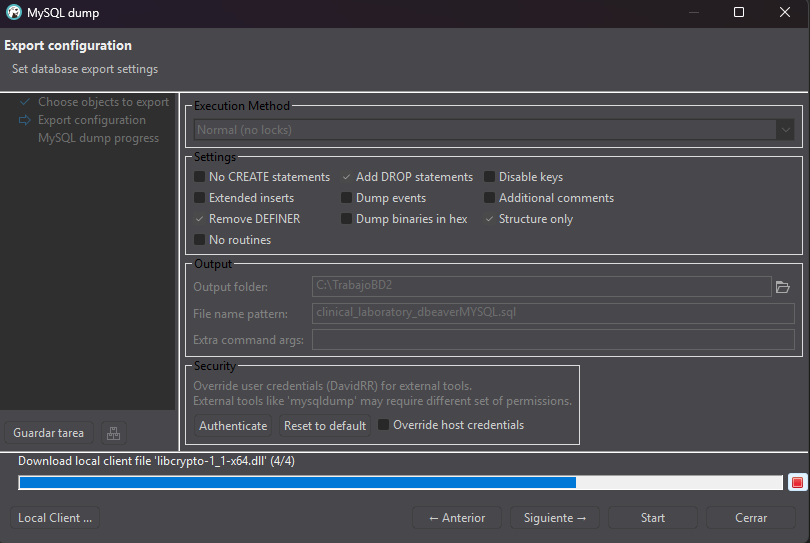 MySQL dump
Export configuration
Set database export settings
Choose objects to export
Export configuration
MySQL dump progress
Execution Method
Normal (no locks)
Settings
No CREATE statements Add DROP statements Disable keys
Extended inserts Dump events Additional comments
Remove DEFINER Dump binaries in hex Structure only
No routines
Output
Output folder: C:\TrabajoBD2
File name pattern: clinical_laboratory_dbeaverMYSQL.sql
Extra command args:
Security
Override user credentials (DavidRR) for external tools.
External tools like 'mysqldump' may require different set of permissions.
Authenticate Reset to default Override host credentials
Guardar tarea
Download local client file 'libcrypto-1_1-x64.dll' (4/4)
Local Client ... ← Anterior Siguiente → Start Cerrar